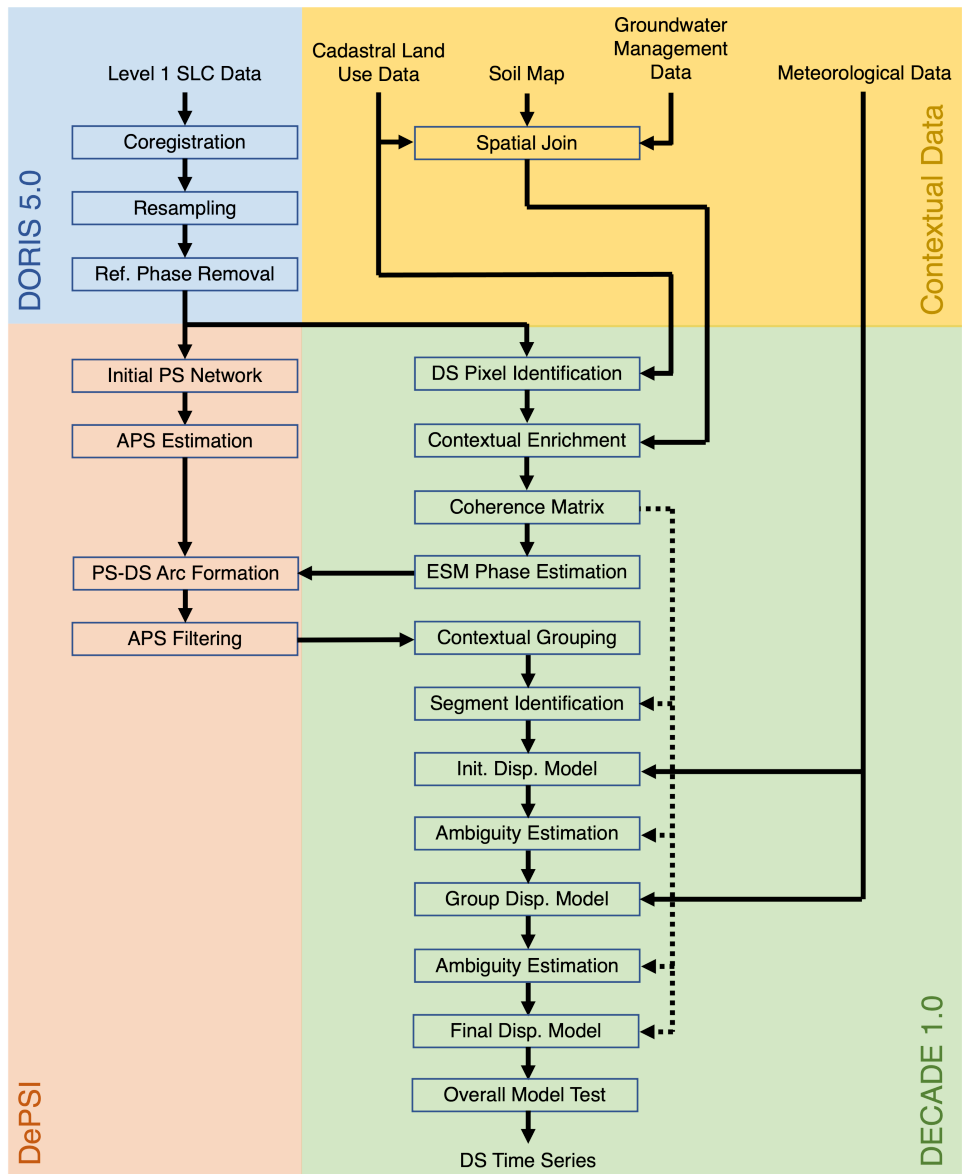 Level 1 SLC Data
Coregistration
Resampling
Ref. Phase Removal
DORIS 5.0
Cadastral Land
Use Data
Soil Map
Groundwater
Management
Data
Meteorological Data
Spatial Join
Contextual Data
Initial PS Network
APS Estimation
PS-DS Arc Formation
APS Filtering
DePSI
DS Pixel Identification
Contextual Enrichment
Coherence Matrix
ESM Phase Estimation
Contextual Grouping
Segment Identification
Init. Disp. Model
Ambiguity Estimation
Group Disp. Model
Ambiguity Estimation
Final Disp. Model
Overall Model Test
DS Time Series
DECADE 1.0